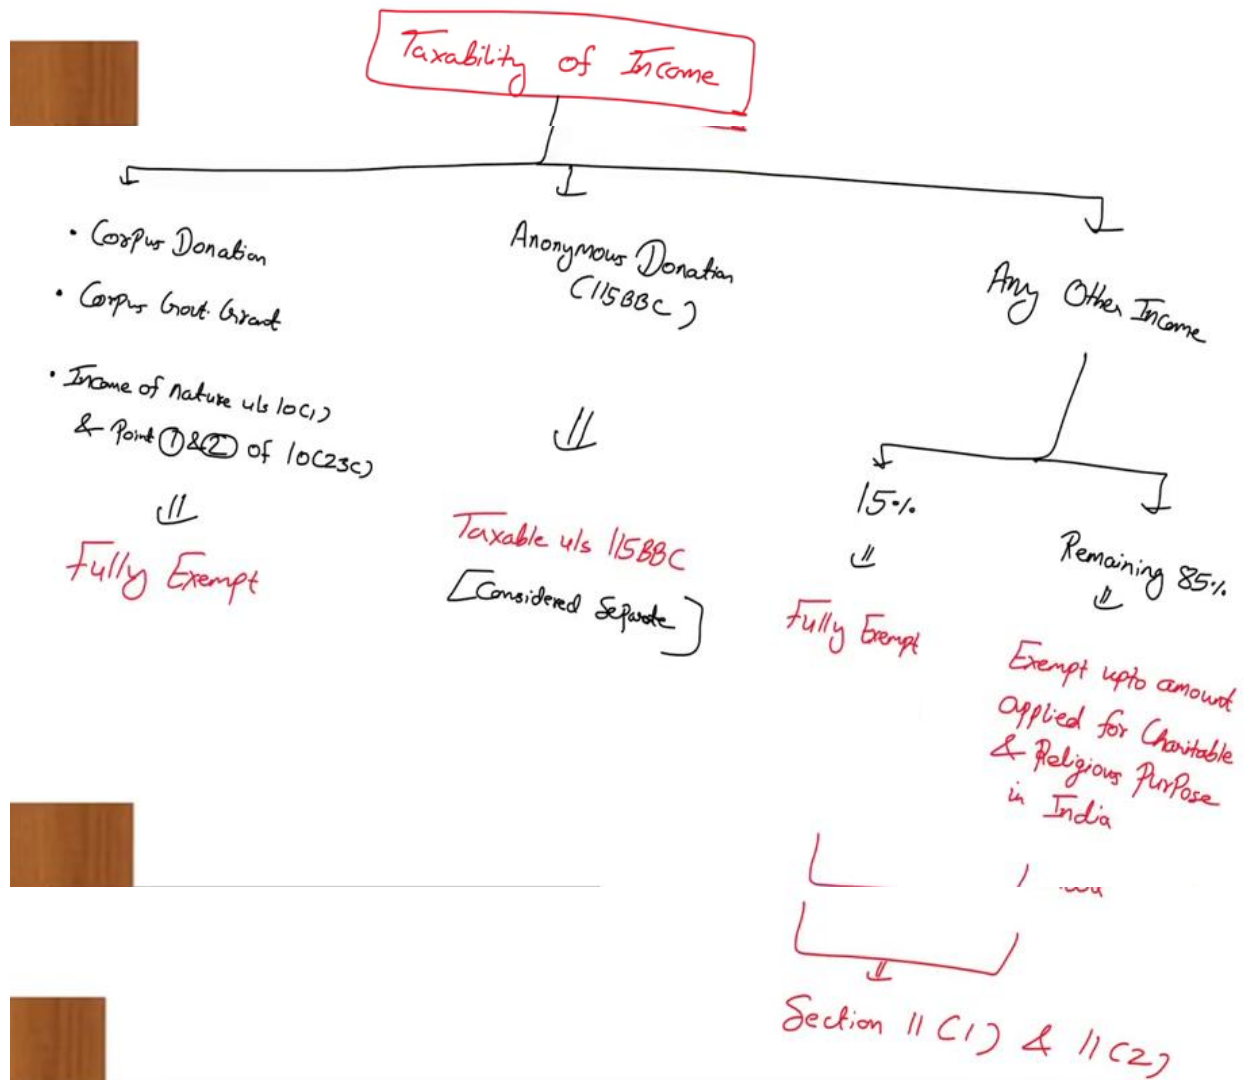 Taxability of Income
• Corpus Donation
• Corpus Govt. Grant
• Income of nature u/s 10(1)
& Point ① & ② of 10(23C)
Fully Exempt
Anonymous Donation
(115BBC)
Taxable u/s 115BBC
[Considered Separate]
Any Other Income
15%
Fully Exempt
Remaining 85%
Exempt upto amount
applied for Charitable
& Religious Purpose
in India
Section 11(1) & 11(2)